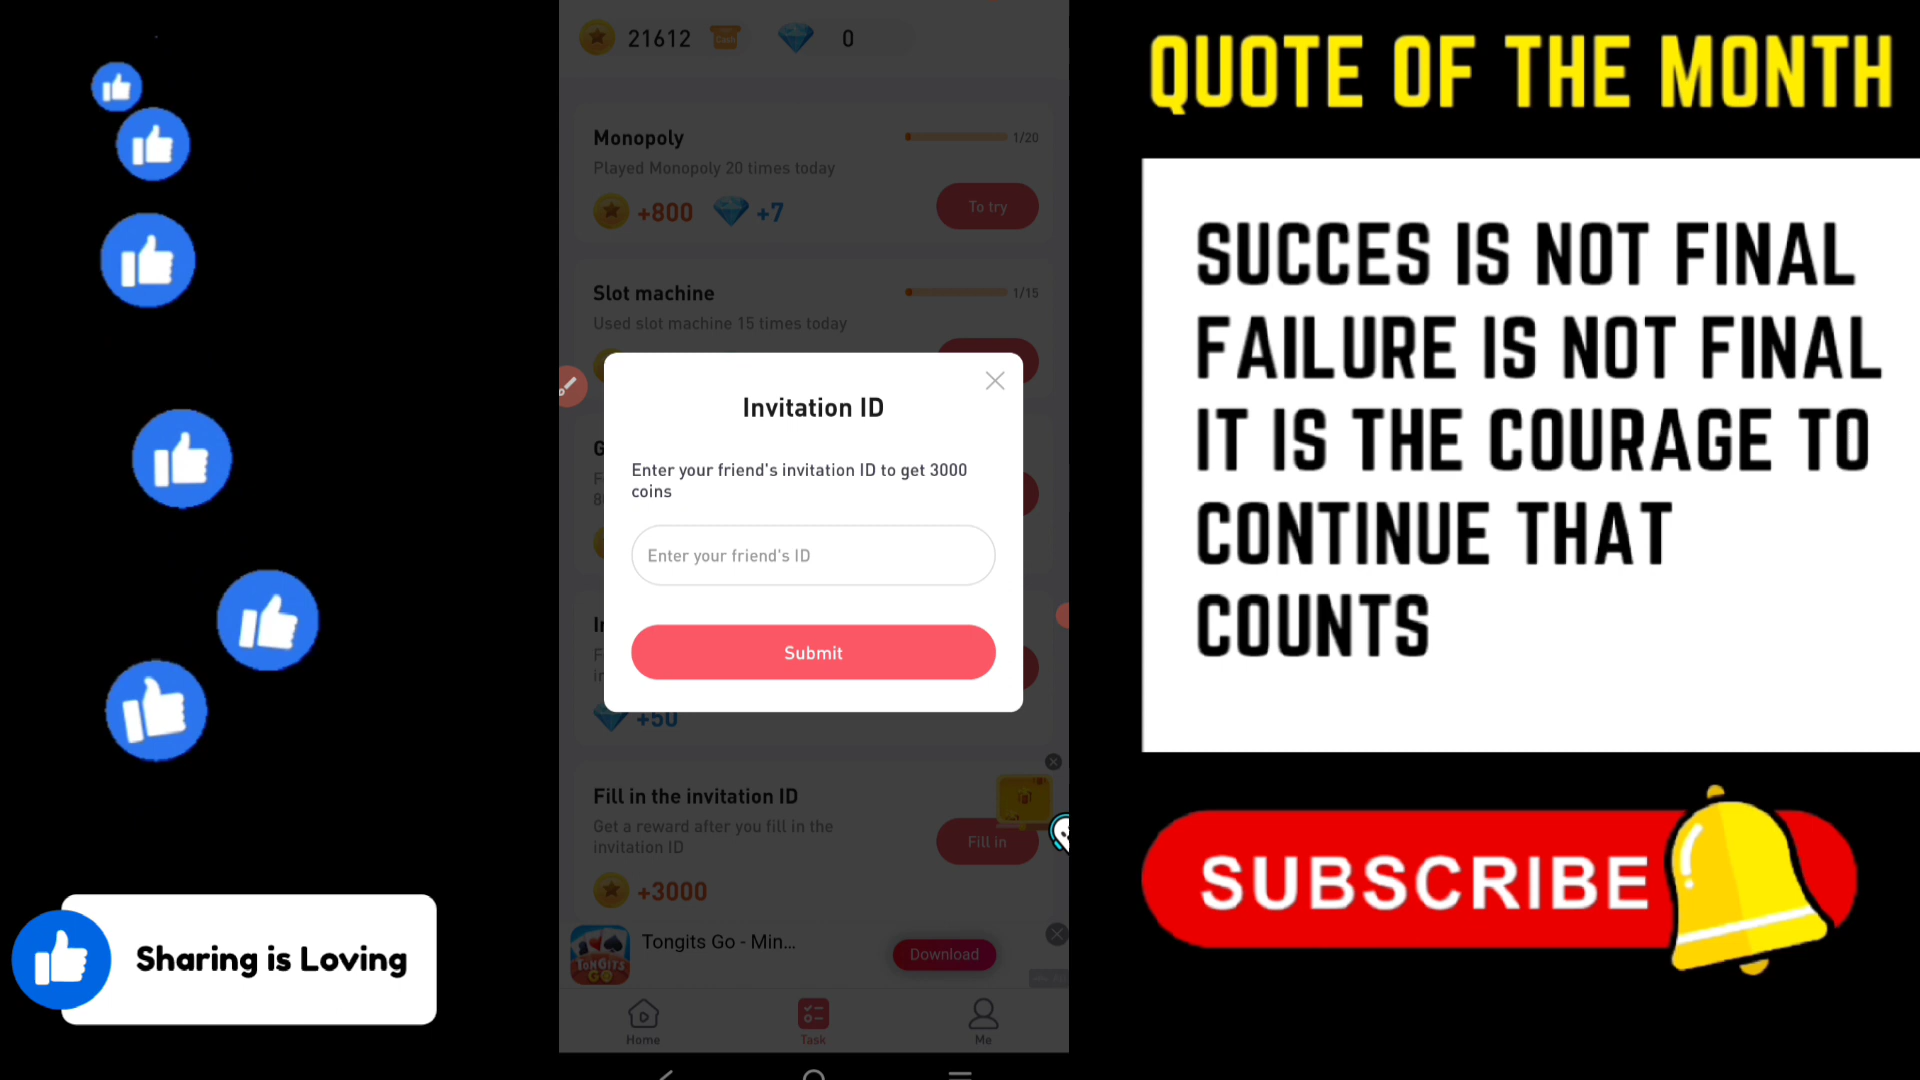 21612
Cash
0
Monopoly
1/20
Played Monopoly 20 times today
+800
+7
To try
Slot machine
1/15
Used slot machine 15 times today
Invitation ID
Enter your friend's invitation ID to get 3000
coins
Enter your friend's ID
Submit
+50
Fill in the invitation ID
Get a reward after you fill in the
invitation ID
Fill in
+3000
Tongits Go - Min...
Download
TONGITS
GO
Home
Task
Me
Sharing is Loving
QUOTE OF THE MONTH
SUCCES IS NOT FINAL
FAILURE IS NOT FINAL
IT IS THE COURAGE TO
CONTINUE THAT
COUNTS
SUBSCRIBE